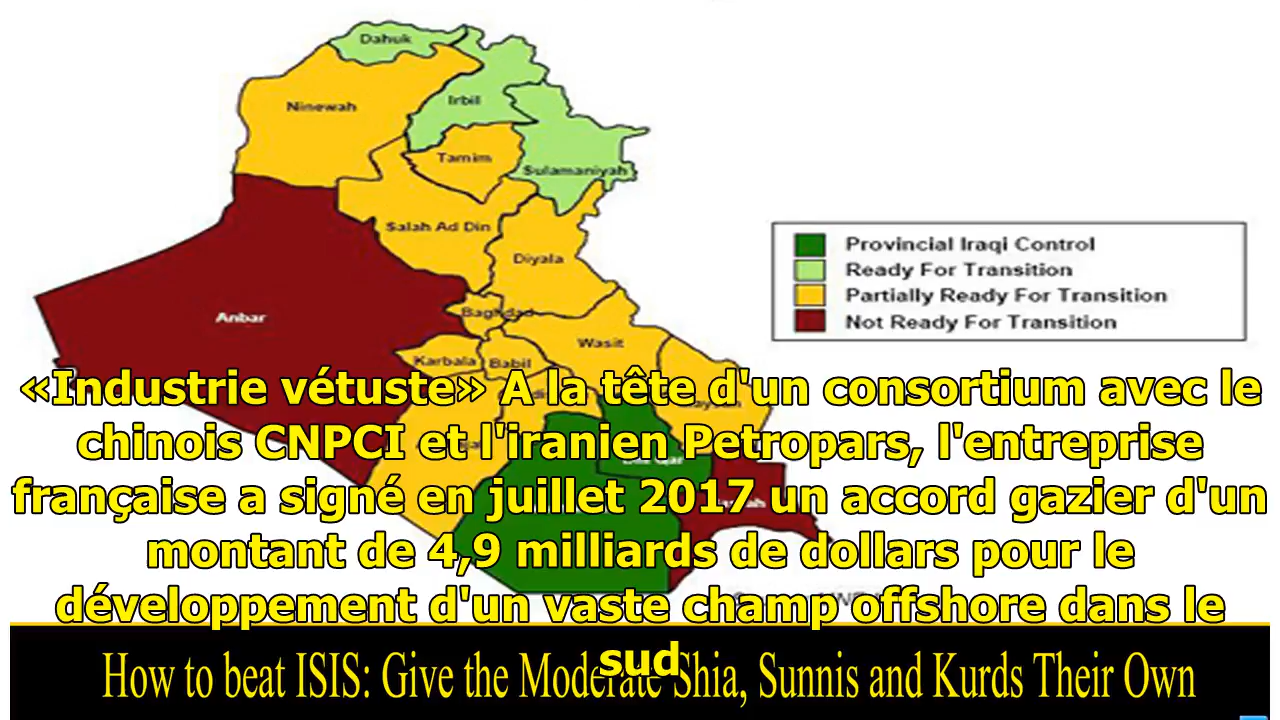 Dahuk
Ninewah
Irbil
Tamim
Sulamaniyah
Salah Ad Din
Diyala
Provincial Iraqi Control
Ready For Transition
Partially Ready For Transition
Not Ready For Transition
Anbar
Baghdad
Wasit
Karbala
Babil
«Industrie vétuste» A la tête d'un consortium avec le
chinois CNPCI et l'iranien Petropars, l'entreprise
française a signé en juillet 2017 un accord gazier d'un
montant de 4,9 milliards de dollars pour le
développement d'un vaste champ offshore dans le
sud
How to beat ISIS: Give the Moderate Shia, Sunnis and Kurds Their Own